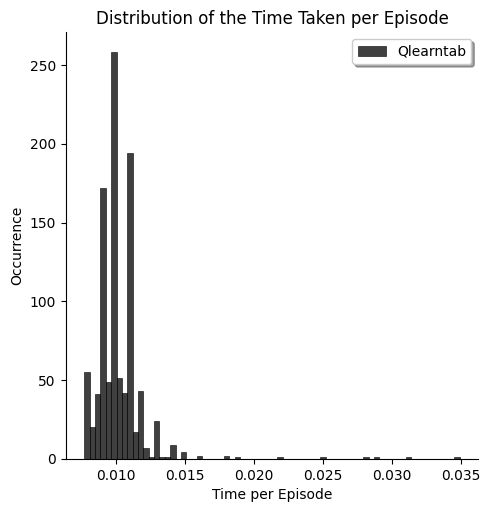 Distribution of the Time Taken per Episode
Qlearntab
250
200
150
100
50
0
Occurrence
0.010 0.015 0.020 0.025 0.030 0.035
Time per Episode